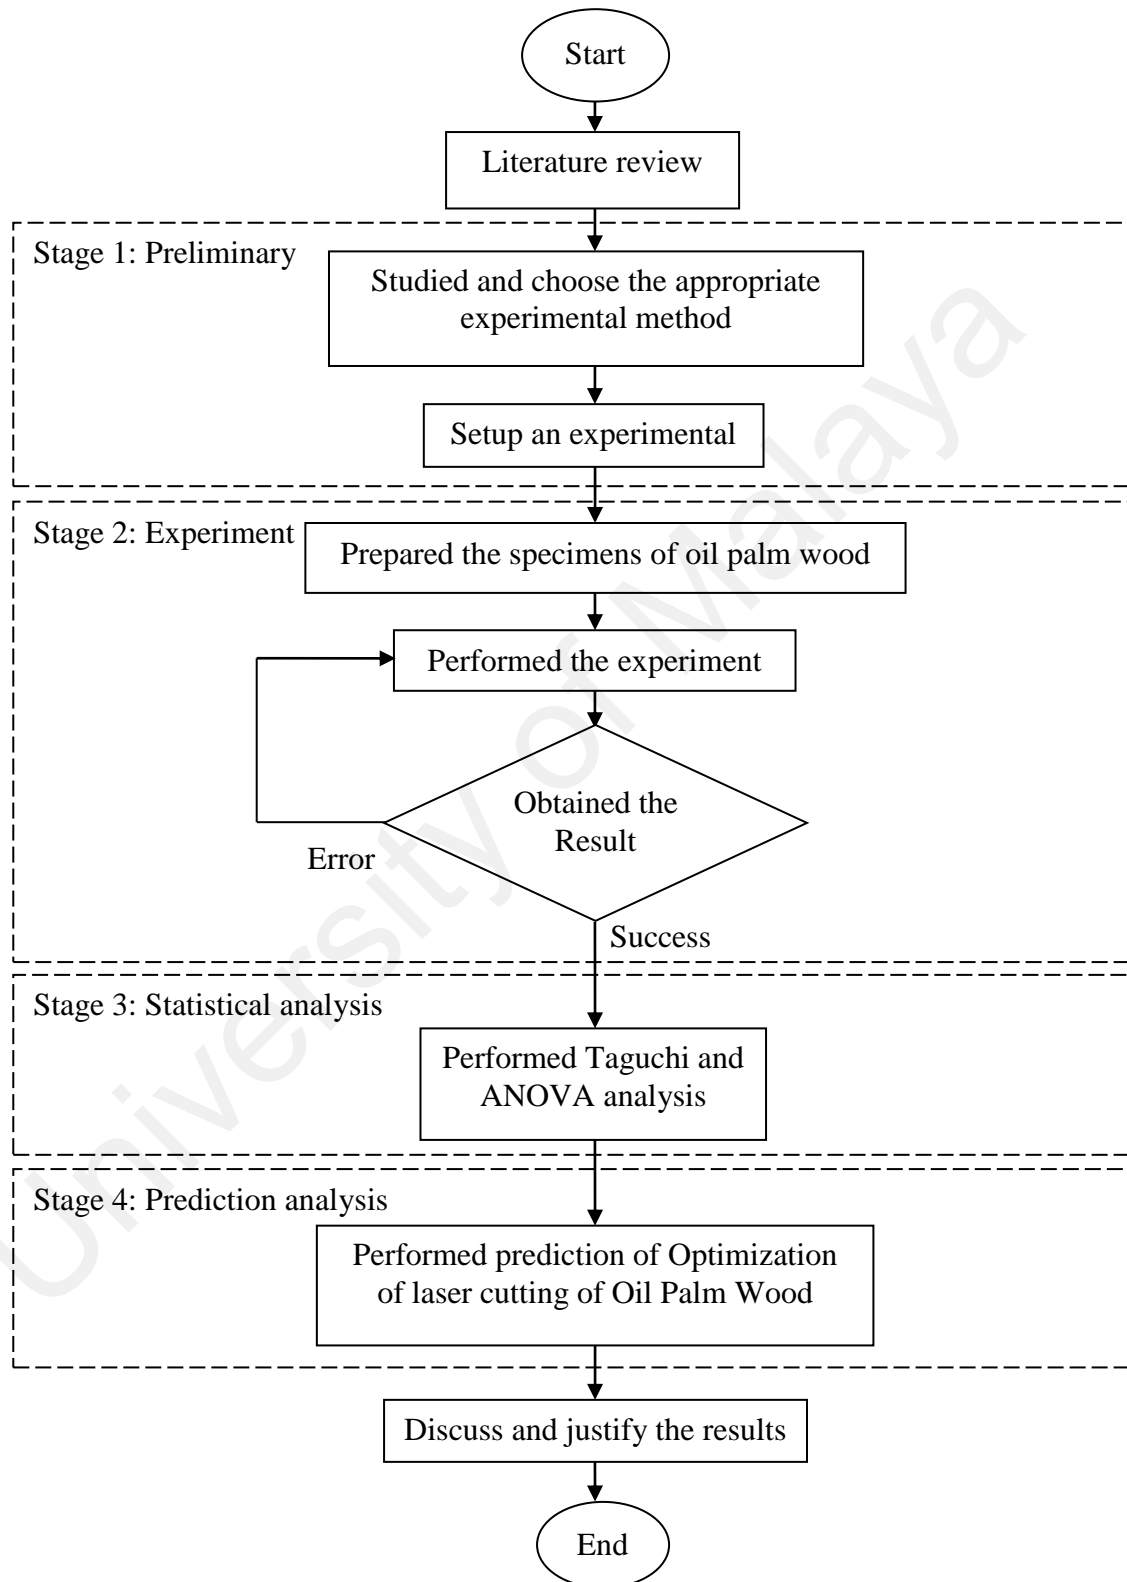 Start
Literature review
Stage 1: Preliminary
Studied and choose the appropriate
experimental method
Setup an experimental
Stage 2: Experiment
Prepared the specimens of oil palm wood
Performed the experiment
Obtained the
Result
Error
Success
Stage 3: Statistical analysis
Performed Taguchi and
ANOVA analysis
Stage 4: Prediction analysis
Performed prediction of Optimization
of laser cutting of Oil Palm Wood
Discuss and justify the results
End
University of Malaya